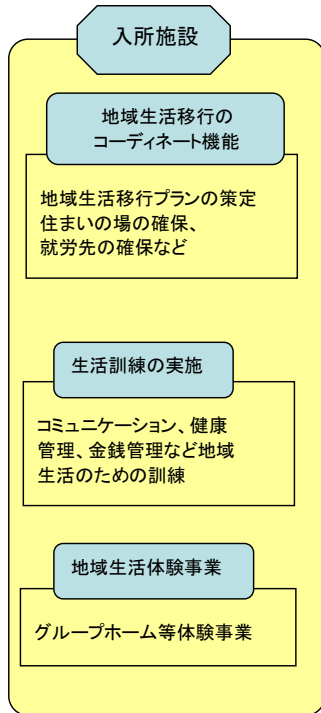 入所施設
地域生活移行の
コーディネート機能
地域生活移行プランの策定
住まいの場の確保、
就労先の確保など
生活訓練の実施
コミュニケーション、健康
管理、金銭管理など地域
生活のための訓練
地域生活体験事業
グループホーム等体験事業